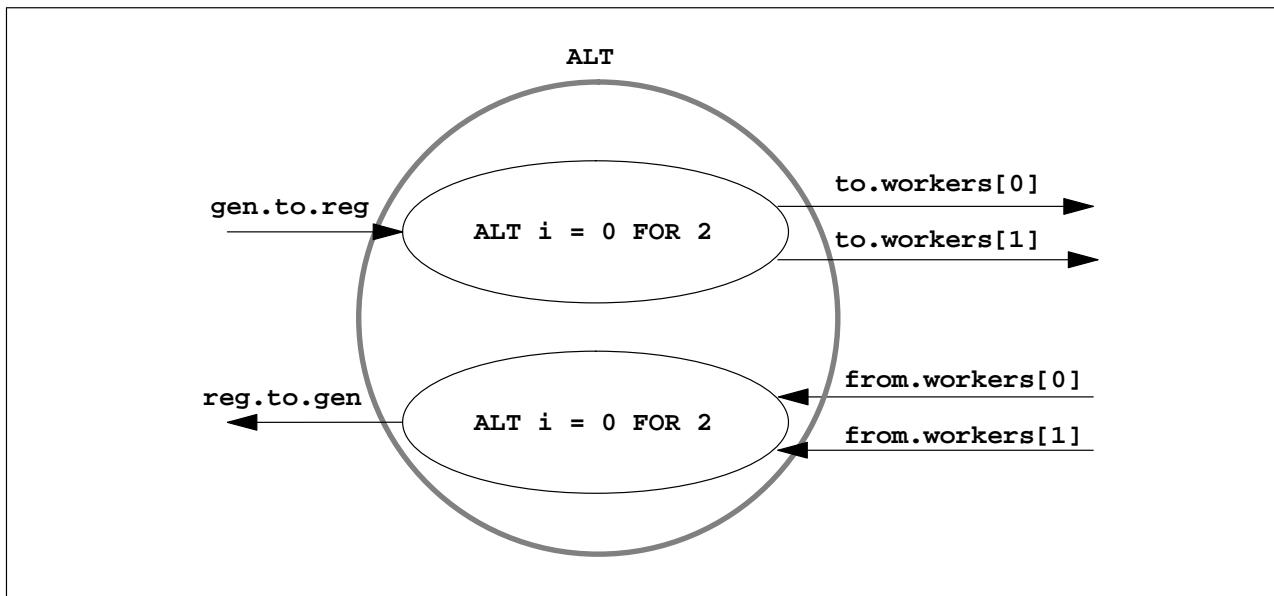 ALT
to.workers[0]
gen.to.reg
ALT i = 0 FOR 2
to.workers[1]
from.workers[0]
reg.to.gen
ALT i = 0 FOR 2
from.workers[1]